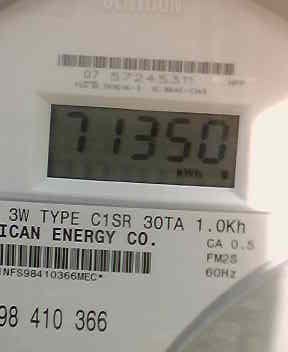 SENTRON
07 57245311
71350
kWh
3W TYPE C1SR 30TA 1.0Kh
ICAN ENERGY CO.
CA 0.5
FM2S
60Hz
INFS98410366MEC*
98 410 366